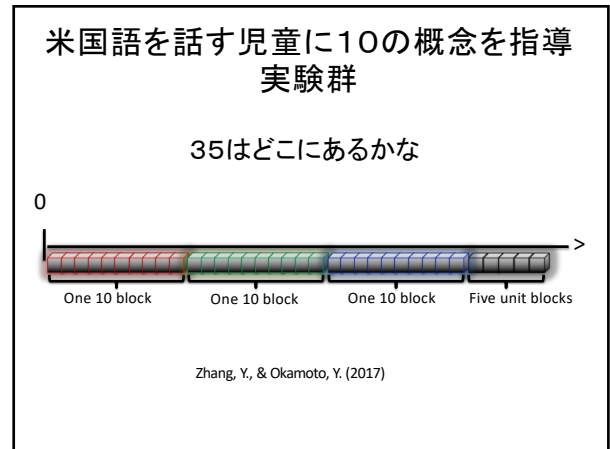 米国語を話す児童に10の概念を指導
実験群
35はどこにあるかな
0
>
One 10 block
One 10 block
One 10 block
Five unit blocks
Zhang, Y., & Okamoto, Y. (2017)